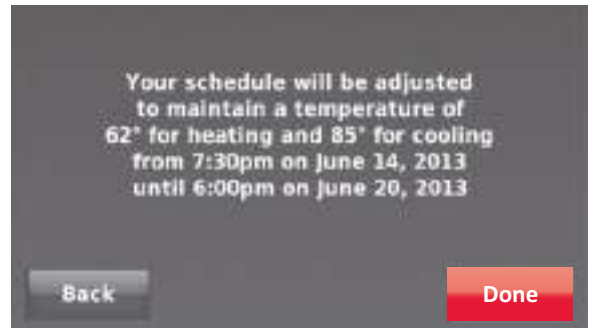 Your schedule will be adjusted
to maintain a temperature of
62° for heating and 85° for cooling
from 7:30pm on June 14, 2013
until 6:00pm on June 20, 2013
Back
Done